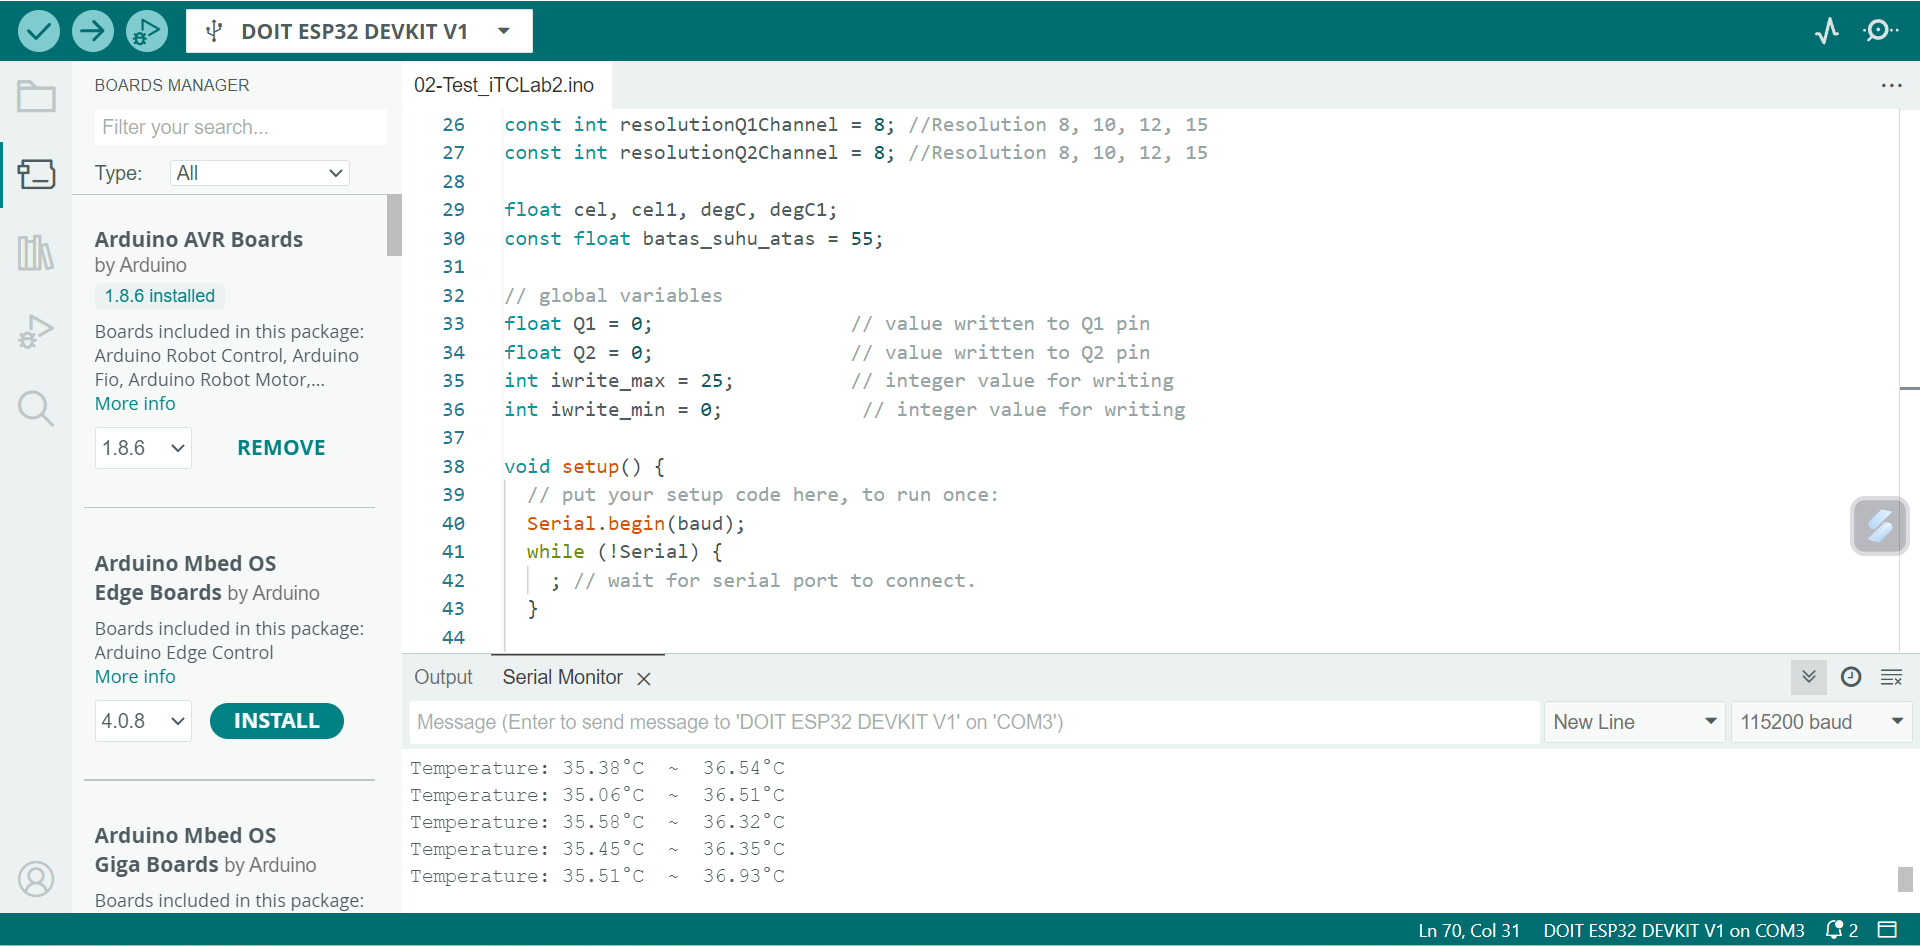 DOIT ESP32 DEVKIT V1
BOARDS MANAGER
Filter your search...
Type: All
Arduino AVR Boards
by Arduino
1.8.6 installed
Boards included in this package:
Arduino Robot Control, Arduino
Fio, Arduino Robot Motor,...
More info
1.8.6 REMOVE
Arduino Mbed OS
Edge Boards by Arduino
Boards included in this package:
Arduino Edge Control
More info
4.0.8 INSTALL
Arduino Mbed OS
Giga Boards by Arduino
Boards included in this package:
02-Test_iTCLab2.ino
26 const int resolutionQ1Channel = 8; //Resolution 8, 10, 12, 15
27 const int resolutionQ2Channel = 8; //Resolution 8, 10, 12, 15
28
29 float cel, cel1, degC, degC1;
30 const float batas_suhu_atas = 55;
31
32 // global variables
33 float Q1 = 0; // value written to Q1 pin
34 float Q2 = 0; // value written to Q2 pin
35 int iwrite_max = 25; // integer value for writing
36 int iwrite_min = 0; // integer value for writing
37
38 void setup() {
39 // put your setup code here, to run once:
40 Serial.begin(baud);
41 while (!Serial) {
42 ; // wait for serial port to connect.
43 }
44
Output Serial Monitor
Message (Enter to send message to 'DOIT ESP32 DEVKIT V1' on 'COM3')
New Line 115200 baud
Temperature: 35.38°C ~ 36.54°C
Temperature: 35.06°C ~ 36.51°C
Temperature: 35.58°C ~ 36.32°C
Temperature: 35.45°C ~ 36.35°C
Temperature: 35.51°C ~ 36.93°C
Ln 70, Col 31 DOIT ESP32 DEVKIT V1 on COM3 2